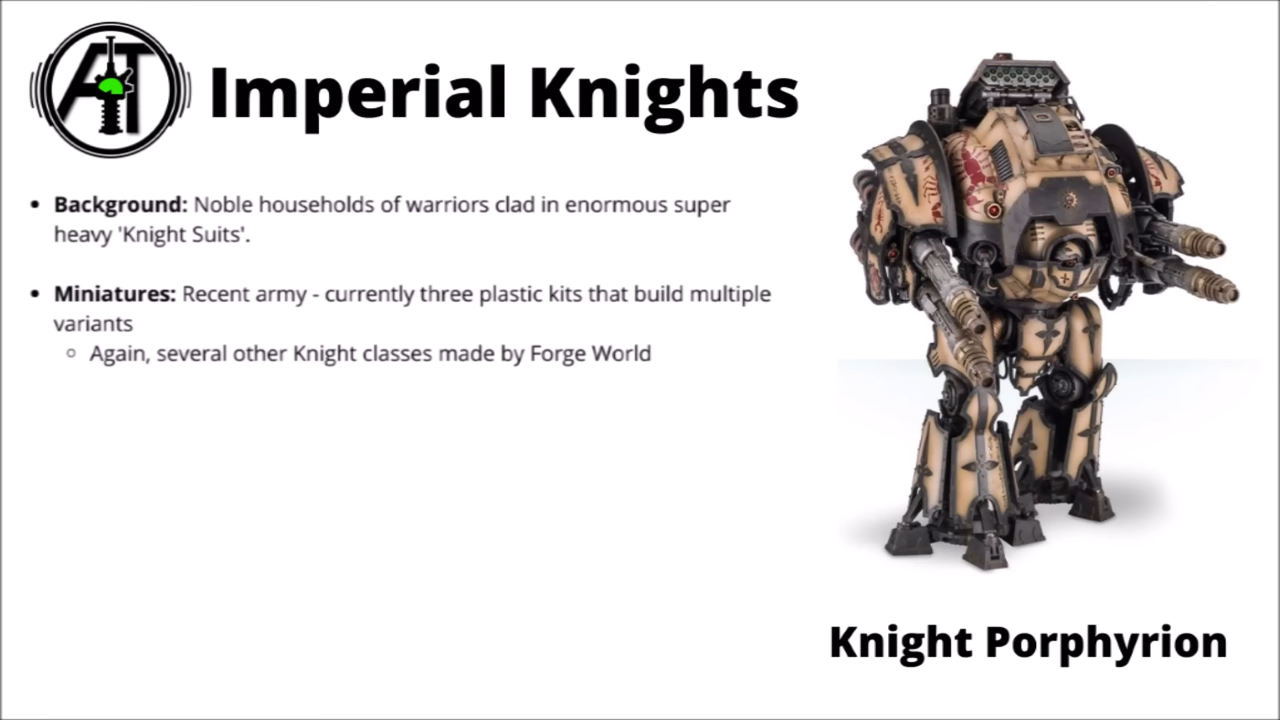 AT
Imperial Knights
• Background: Noble households of warriors clad in enormous super
heavy 'Knight Suits'.
• Miniatures: Recent army - currently three plastic kits that build multiple
variants
○ Again, several other Knight classes made by Forge World
Knight Porphyrion